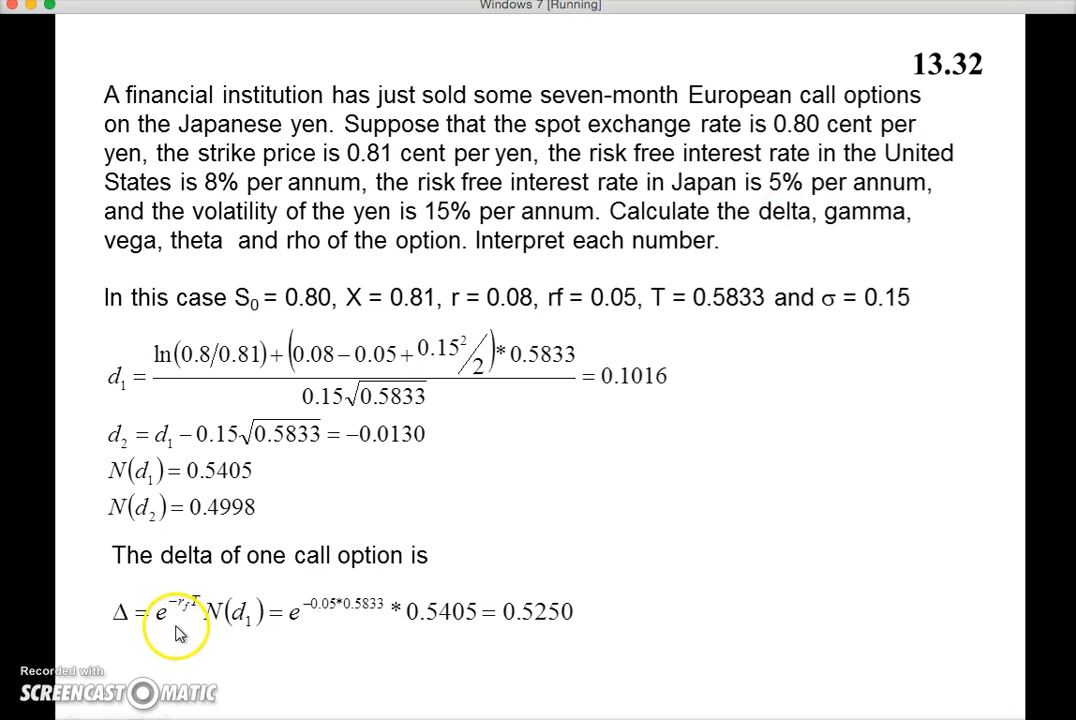 Windows 7 [Running]
13.32
A financial institution has just sold some seven-month European call options
on the Japanese yen. Suppose that the spot exchange rate is 0.80 cent per
yen, the strike price is 0.81 cent per yen, the risk free interest rate in the United
States is 8% per annum, the risk free interest rate in Japan is 5% per annum,
and the volatility of the yen is 15% per annum. Calculate the delta, gamma,
vega, theta and rho of the option. Interpret each number.
In this case S₀ = 0.80, X = 0.81, r = 0.08, rf = 0.05, T = 0.5833 and σ = 0.15
d₁ = (ln(0.8/0.81) + (0.08 − 0.05 + 0.15²/2) * 0.5833) / (0.15√0.5833) = 0.1016
d₂ = d₁ − 0.15√0.5833 = −0.0130
N(d₁) = 0.5405
N(d₂) = 0.4998
The delta of one call option is
Δ = e^(−r_f T) N(d₁) = e^(−0.05*0.5833) * 0.5405 = 0.5250
Recorded with
SCREENCAST MATIC